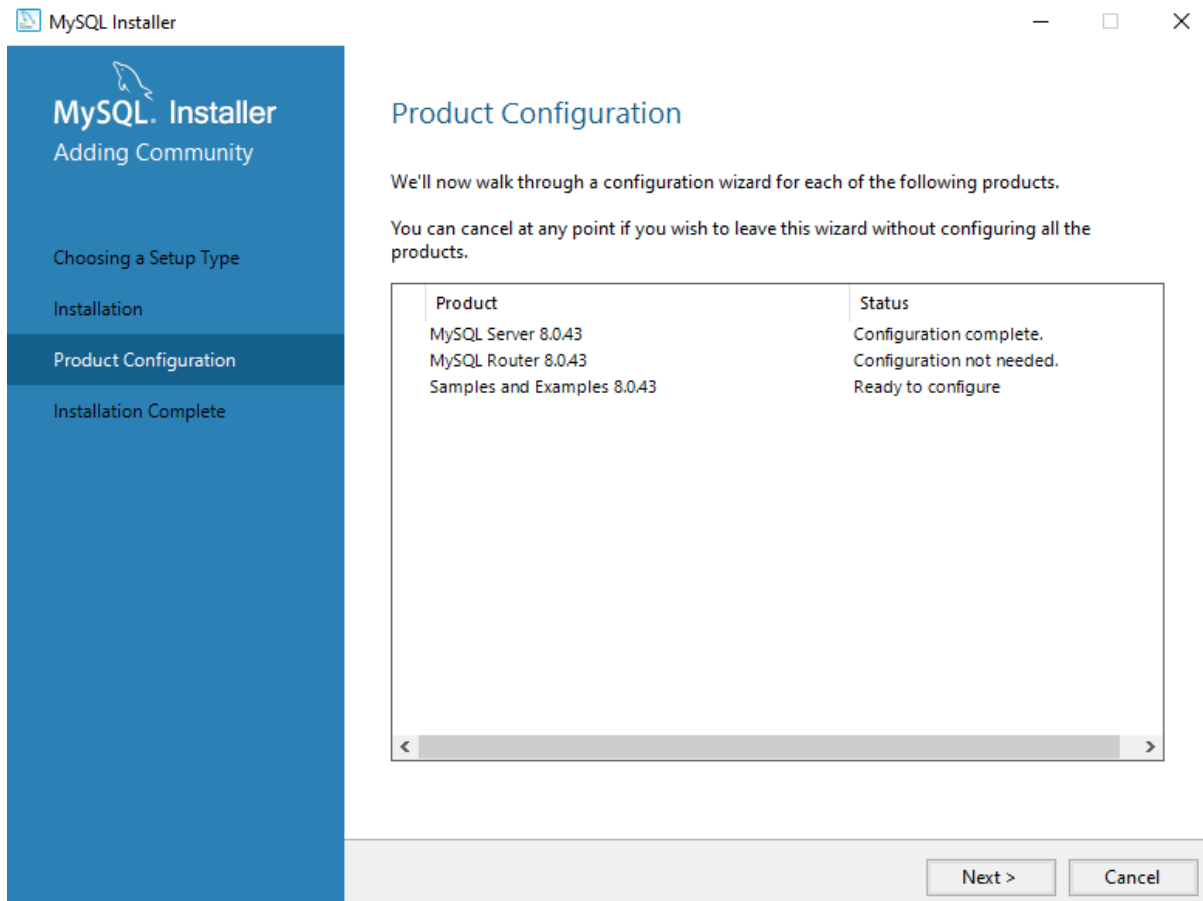 MySQL Installer
MySQL. Installer
Adding Community
Choosing a Setup Type
Installation
Product Configuration
Installation Complete
Product Configuration
We'll now walk through a configuration wizard for each of the following products.
You can cancel at any point if you wish to leave this wizard without configuring all the
products.
Product Status
MySQL Server 8.0.43 Configuration complete.
MySQL Router 8.0.43 Configuration not needed.
Samples and Examples 8.0.43 Ready to configure
Next > Cancel